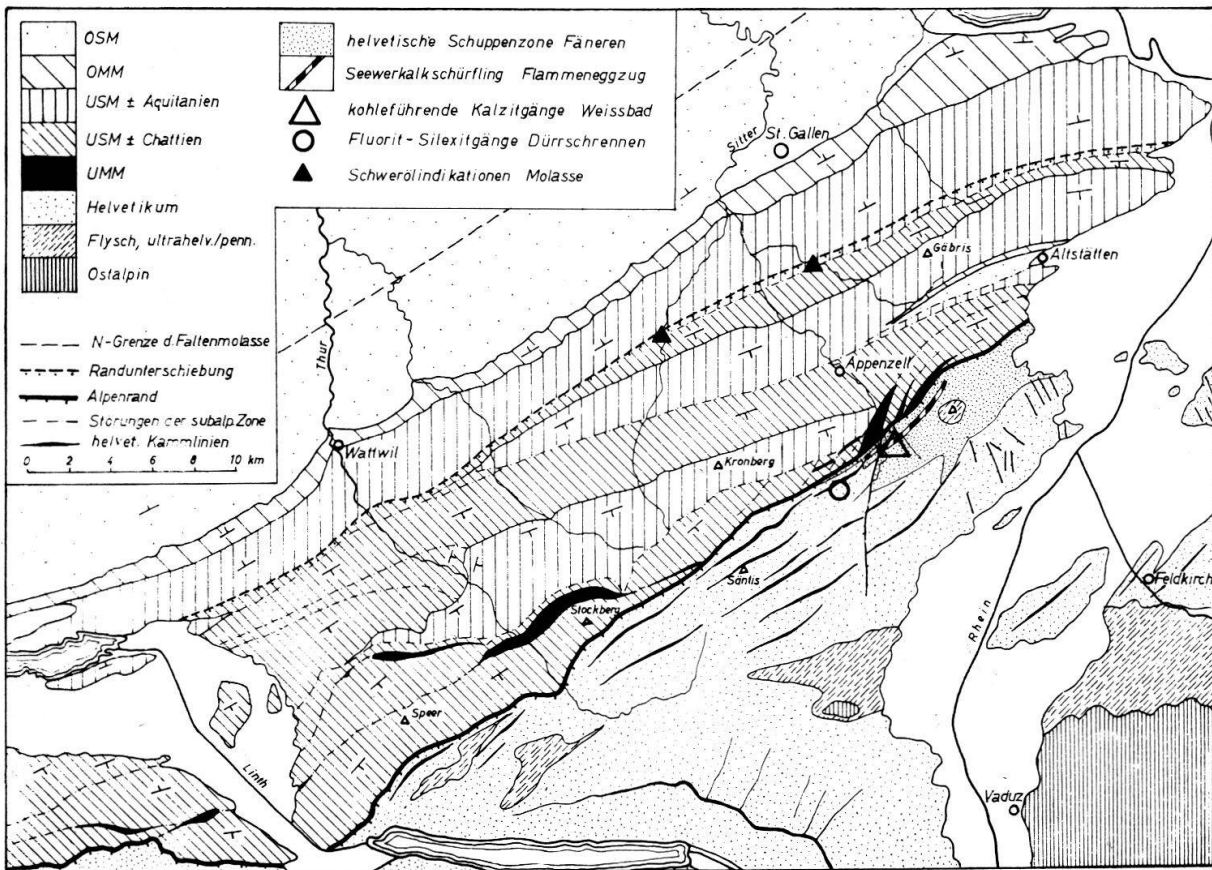 OSM
OMM
USM ± Aquitanien
USM ± Chattien
UMM
Helvetikum
Flysch, ultrahelv./penn.
Ostalpin
N-Grenze d. Faltenmolasse
Randunterschiebung
Alpenrand
Störungen der subalp. Zone
helvet. Kammlinien
0 2 4 6 8 10 km
helvetische Schuppenzone Fäneren
Seewerkalkschürfling Flammeneggzug
kohleführende Kalzitgänge Weissbad
Fluorit-Silexitgänge Dürrschrennen
Schwerölindikationen Molasse
Sitter
St. Gallen
Thur
Gäbris
Altstätten
Appenzell
Wattwil
Kronberg
Säntis
Feldkirch
Stockberg
Rhein
Speer
Linth
Vaduz